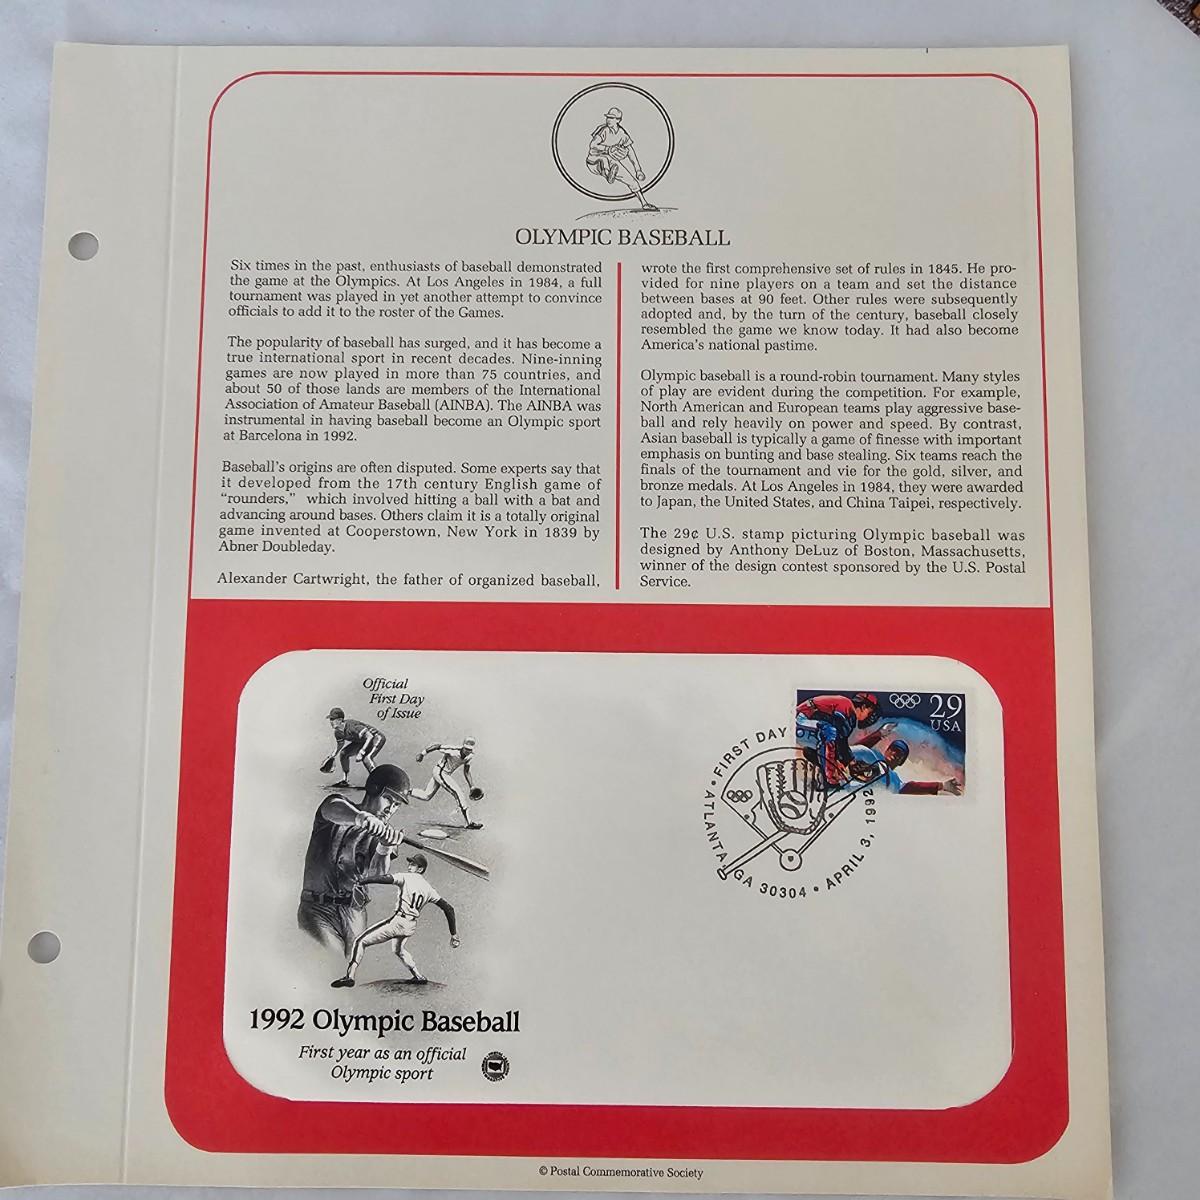 OLYMPIC BASEBALL
Six times in the past, enthusiasts of baseball demonstrated
the game at the Olympics. At Los Angeles in 1984, a full
tournament was played in yet another attempt to convince
officials to add it to the roster of the Games.
The popularity of baseball has surged, and it has become a
true international sport in recent decades. Nine-inning
games are now played in more than 75 countries, and
about 50 of those lands are members of the International
Association of Amateur Baseball (AINBA). The AINBA was
instrumental in having baseball become an Olympic sport
at Barcelona in 1992.
Baseball's origins are often disputed. Some experts say that
it developed from the 17th century English game of
"rounders," which involved hitting a ball with a bat and
advancing around bases. Others claim it is a totally original
game invented at Cooperstown, New York in 1839 by
Abner Doubleday.
Alexander Cartwright, the father of organized baseball,
wrote the first comprehensive set of rules in 1845. He pro-
vided for nine players on a team and set the distance
between bases at 90 feet. Other rules were subsequently
adopted and, by the turn of the century, baseball closely
resembled the game we know today. It had also become
America's national pastime.
Olympic baseball is a round-robin tournament. Many styles
of play are evident during the competition. For example,
North American and European teams play aggressive base-
ball and rely heavily on power and speed. By contrast,
Asian baseball is typically a game of finesse with important
emphasis on bunting and base stealing. Six teams reach the
finals of the tournament and vie for the gold, silver, and
bronze medals. At Los Angeles in 1984, they were awarded
to Japan, the United States, and China Taipei, respectively.
The 29¢ U.S. stamp picturing Olympic baseball was
designed by Anthony DeLuz of Boston, Massachusetts,
winner of the design contest sponsored by the U.S. Postal
Service.
Official
First Day
of Issue
10
29
USA
FIRST DAY OF
ATLANTA, GA 30304 • APRIL 3, 1992
1992 Olympic Baseball
First year as an official
Olympic sport
© Postal Commemorative Society